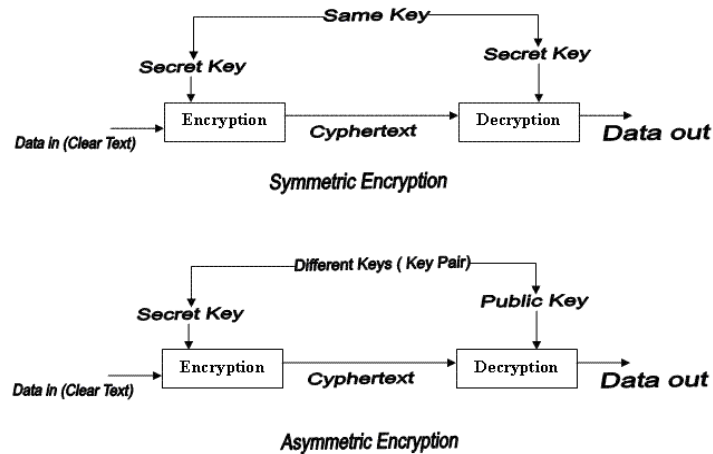 Same Key
Secret Key
Secret Key
Encryption
Decryption
Data in (Clear Text)
Cyphertext
Data out
Symmetric Encryption
Different Keys ( Key Pair)
Secret Key
Public Key
Encryption
Decryption
Data in (Clear Text)
Cyphertext
Data out
Asymmetric Encryption